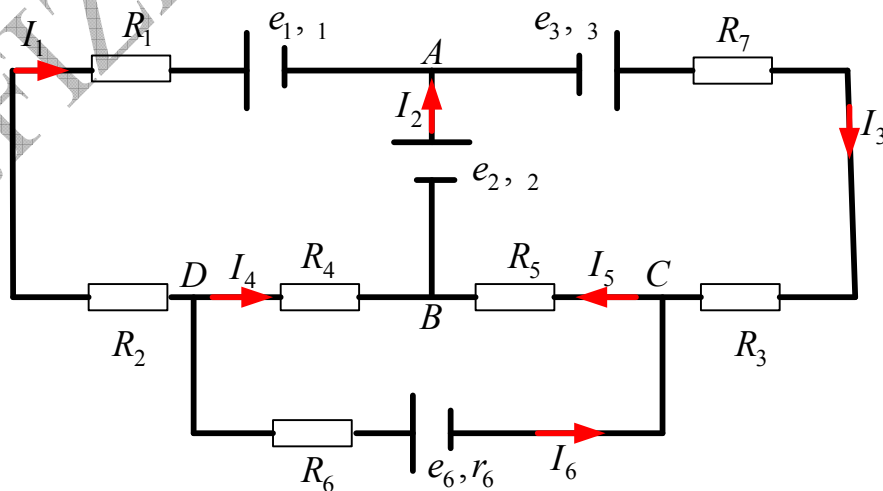 I₁
R₁
e₁, ₁
A
e₃, ₃
R₇
I₂
I₃
e₂, ₂
D
I₄
R₄
R₅
I₅
C
B
R₂
R₃
R₆
e₆, r₆
I₆